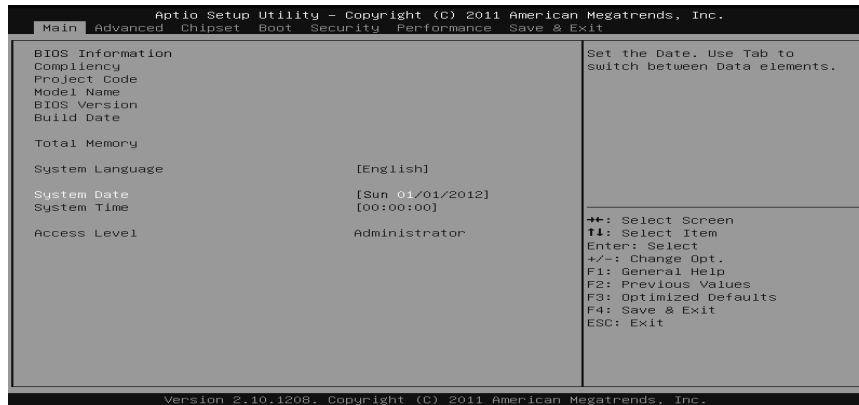 Aptio Setup Utility – Copyright (C) 2011 American Megatrends, Inc.
Main Advanced Chipset Boot Security Performance Save & Exit
BIOS Information
Compliency
Project Code
Model Name
BIOS Version
Build Date
Total Memory
System Language [English]
System Date [Sun 01/01/2012]
System Time [00:00:00]
Access Level Administrator
Set the Date. Use Tab to
switch between Data elements.
→←: Select Screen
↑↓: Select Item
Enter: Select
+/-: Change Opt.
F1: General Help
F2: Previous Values
F3: Optimized Defaults
F4: Save & Exit
ESC: Exit
Version 2.10.1208. Copyright (C) 2011 American Megatrends, Inc.